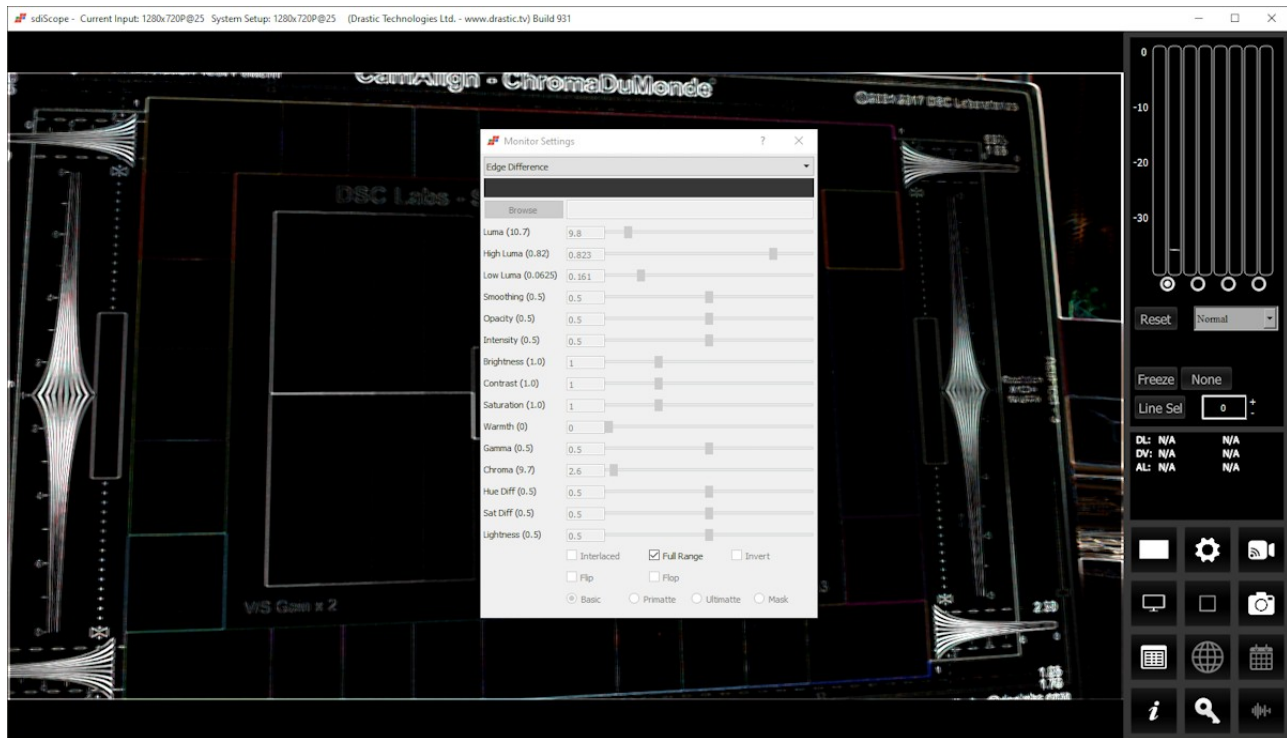 sdiScope - Current Input: 1280x720P@25 System Setup: 1280x720P@25 (Drastic Technologies Ltd. - www.drastic.tv) Build 931
CamAlign - ChromaDuMonde
DSC Labs - S
V/S Gam x 2
Monitor Settings
Edge Difference
Browse
Luma (10.7) 9.8
High Luma (0.82) 0.823
Low Luma (0.0625) 0.161
Smoothing (0.5) 0.5
Opacity (0.5) 0.5
Intensity (0.5) 0.5
Brightness (1.0) 1
Contrast (1.0) 1
Saturation (1.0) 1
Warmth (0) 0
Gamma (0.5) 0.5
Chroma (9.7) 2.6
Hue Diff (0.5) 0.5
Sat Diff (0.5) 0.5
Lightness (0.5) 0.5
Interlaced Full Range Invert
Flip Flop
Basic Primatte Ultimatte Mask
0
-10
-20
-30
Reset Normal
Freeze None
Line Sel 0 + -
DL: N/A N/A
DV: N/A N/A
AL: N/A N/A